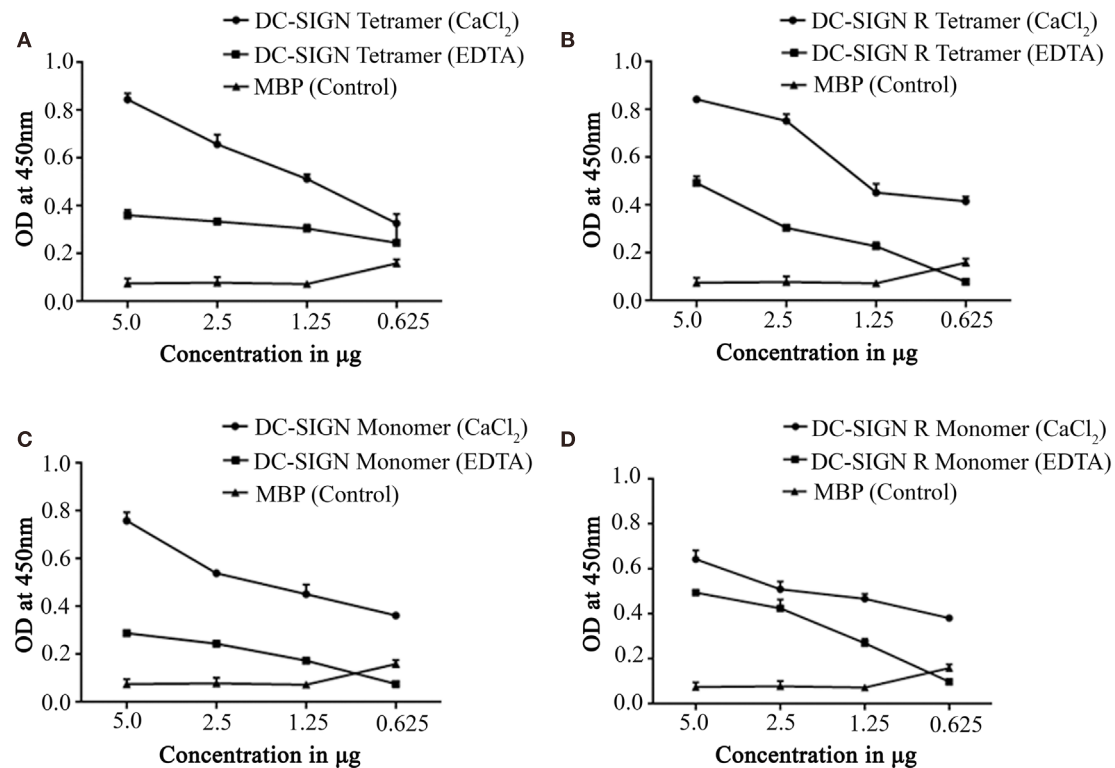 A
DC-SIGN Tetramer (CaCl₂)
DC-SIGN Tetramer (EDTA)
MBP (Control)
OD at 450nm
1.0
0.8
0.6
0.4
0.2
0.0
5.0 2.5 1.25 0.625
Concentration in µg
B
DC-SIGN R Tetramer (CaCl₂)
DC-SIGN R Tetramer (EDTA)
MBP (Control)
OD at 450nm
1.0
0.8
0.6
0.4
0.2
0.0
5.0 2.5 1.25 0.625
Concentration in µg
C
DC-SIGN Monomer (CaCl₂)
DC-SIGN Monomer (EDTA)
MBP (Control)
OD at 450nm
1.0
0.8
0.6
0.4
0.2
0.0
5.0 2.5 1.25 0.625
Concentration in µg
D
DC-SIGN R Monomer (CaCl₂)
DC-SIGN R Monomer (EDTA)
MBP (Control)
OD at 450nm
1.0
0.8
0.6
0.4
0.2
0.0
5.0 2.5 1.25 0.625
Concentration in µg